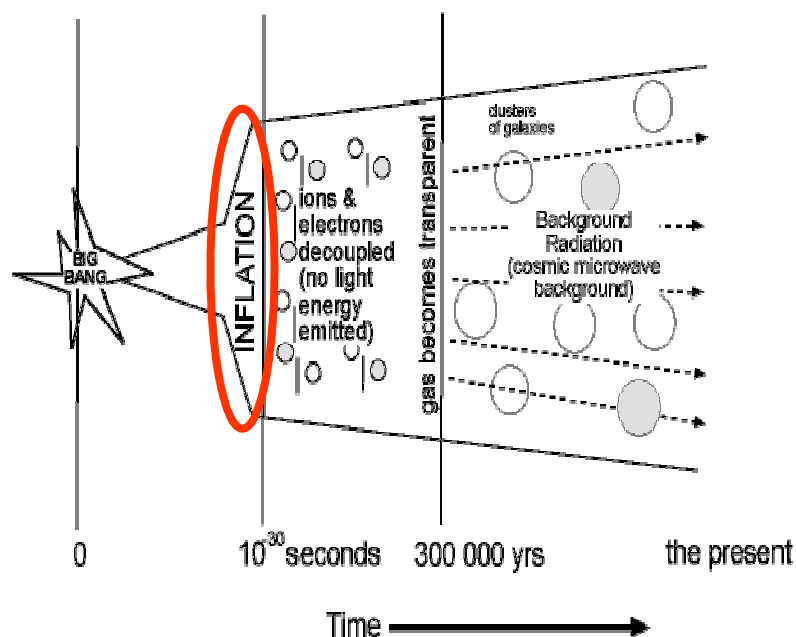 BIG
BANG
INFLATION
ions &
electrons
decoupled
(no light
energy
emitted)
gas becomes transparent
clusters
of galaxies
Background
Radiation
(cosmic microwave
background)
0
10⁻³⁰ seconds
300 000 yrs
the present
Time